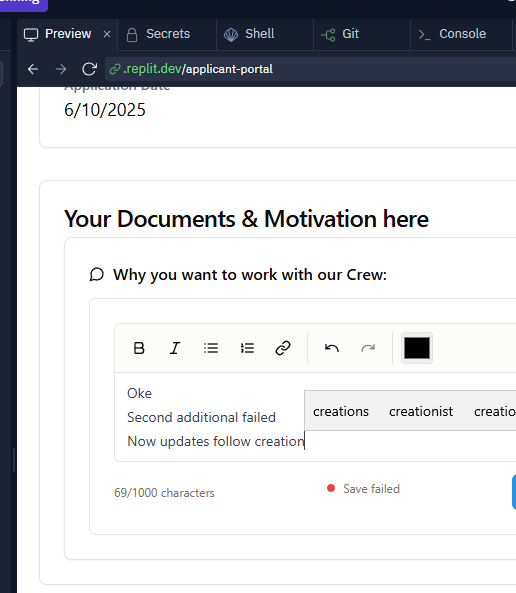 Preview
Secrets
Shell
Git
Console
.replit.dev/applicant-portal
Application Date
6/10/2025
Your Documents & Motivation here
Why you want to work with our Crew:
B I
Oke
Second additional failed
Now updates follow creation
creations creationist
69/1000 characters
Save failed